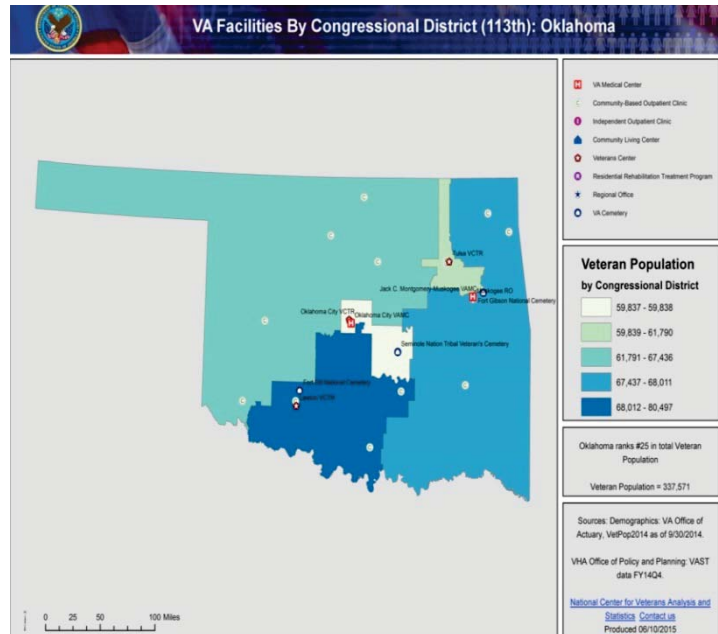 VA Facilities By Congressional District (113th): Oklahoma
VA Medical Center
Community-Based Outpatient Clinic
Independent Outpatient Clinic
Community Living Center
Veterans Center
Residential Rehabilitation Treatment Program
Regional Office
VA Cemetery
Tulsa VCTR
Jack C. Montgomery Muskogee VAMC
Muskogee RO
Fort Gibson National Cemetery
Oklahoma City VCTR
Oklahoma City VAMC
Seminole Nation Tribal Veteran's Cemetery
Fort Sill National Cemetery
Lawton VCTR
Veteran Population
by Congressional District
59,837 - 59,838
59,839 - 61,790
61,791 - 67,436
67,437 - 68,011
68,012 - 80,497
Oklahoma ranks #25 in total Veteran
Population
Veteran Population = 337,571
Sources: Demographics: VA Office of
Actuary, VetPop2014 as of 9/30/2014.
VHA Office of Policy and Planning: VAST
data FY14Q4.
National Center for Veterans Analysis and
Statistics Contact us
Produced 06/10/2015
0 25 50 100 Miles